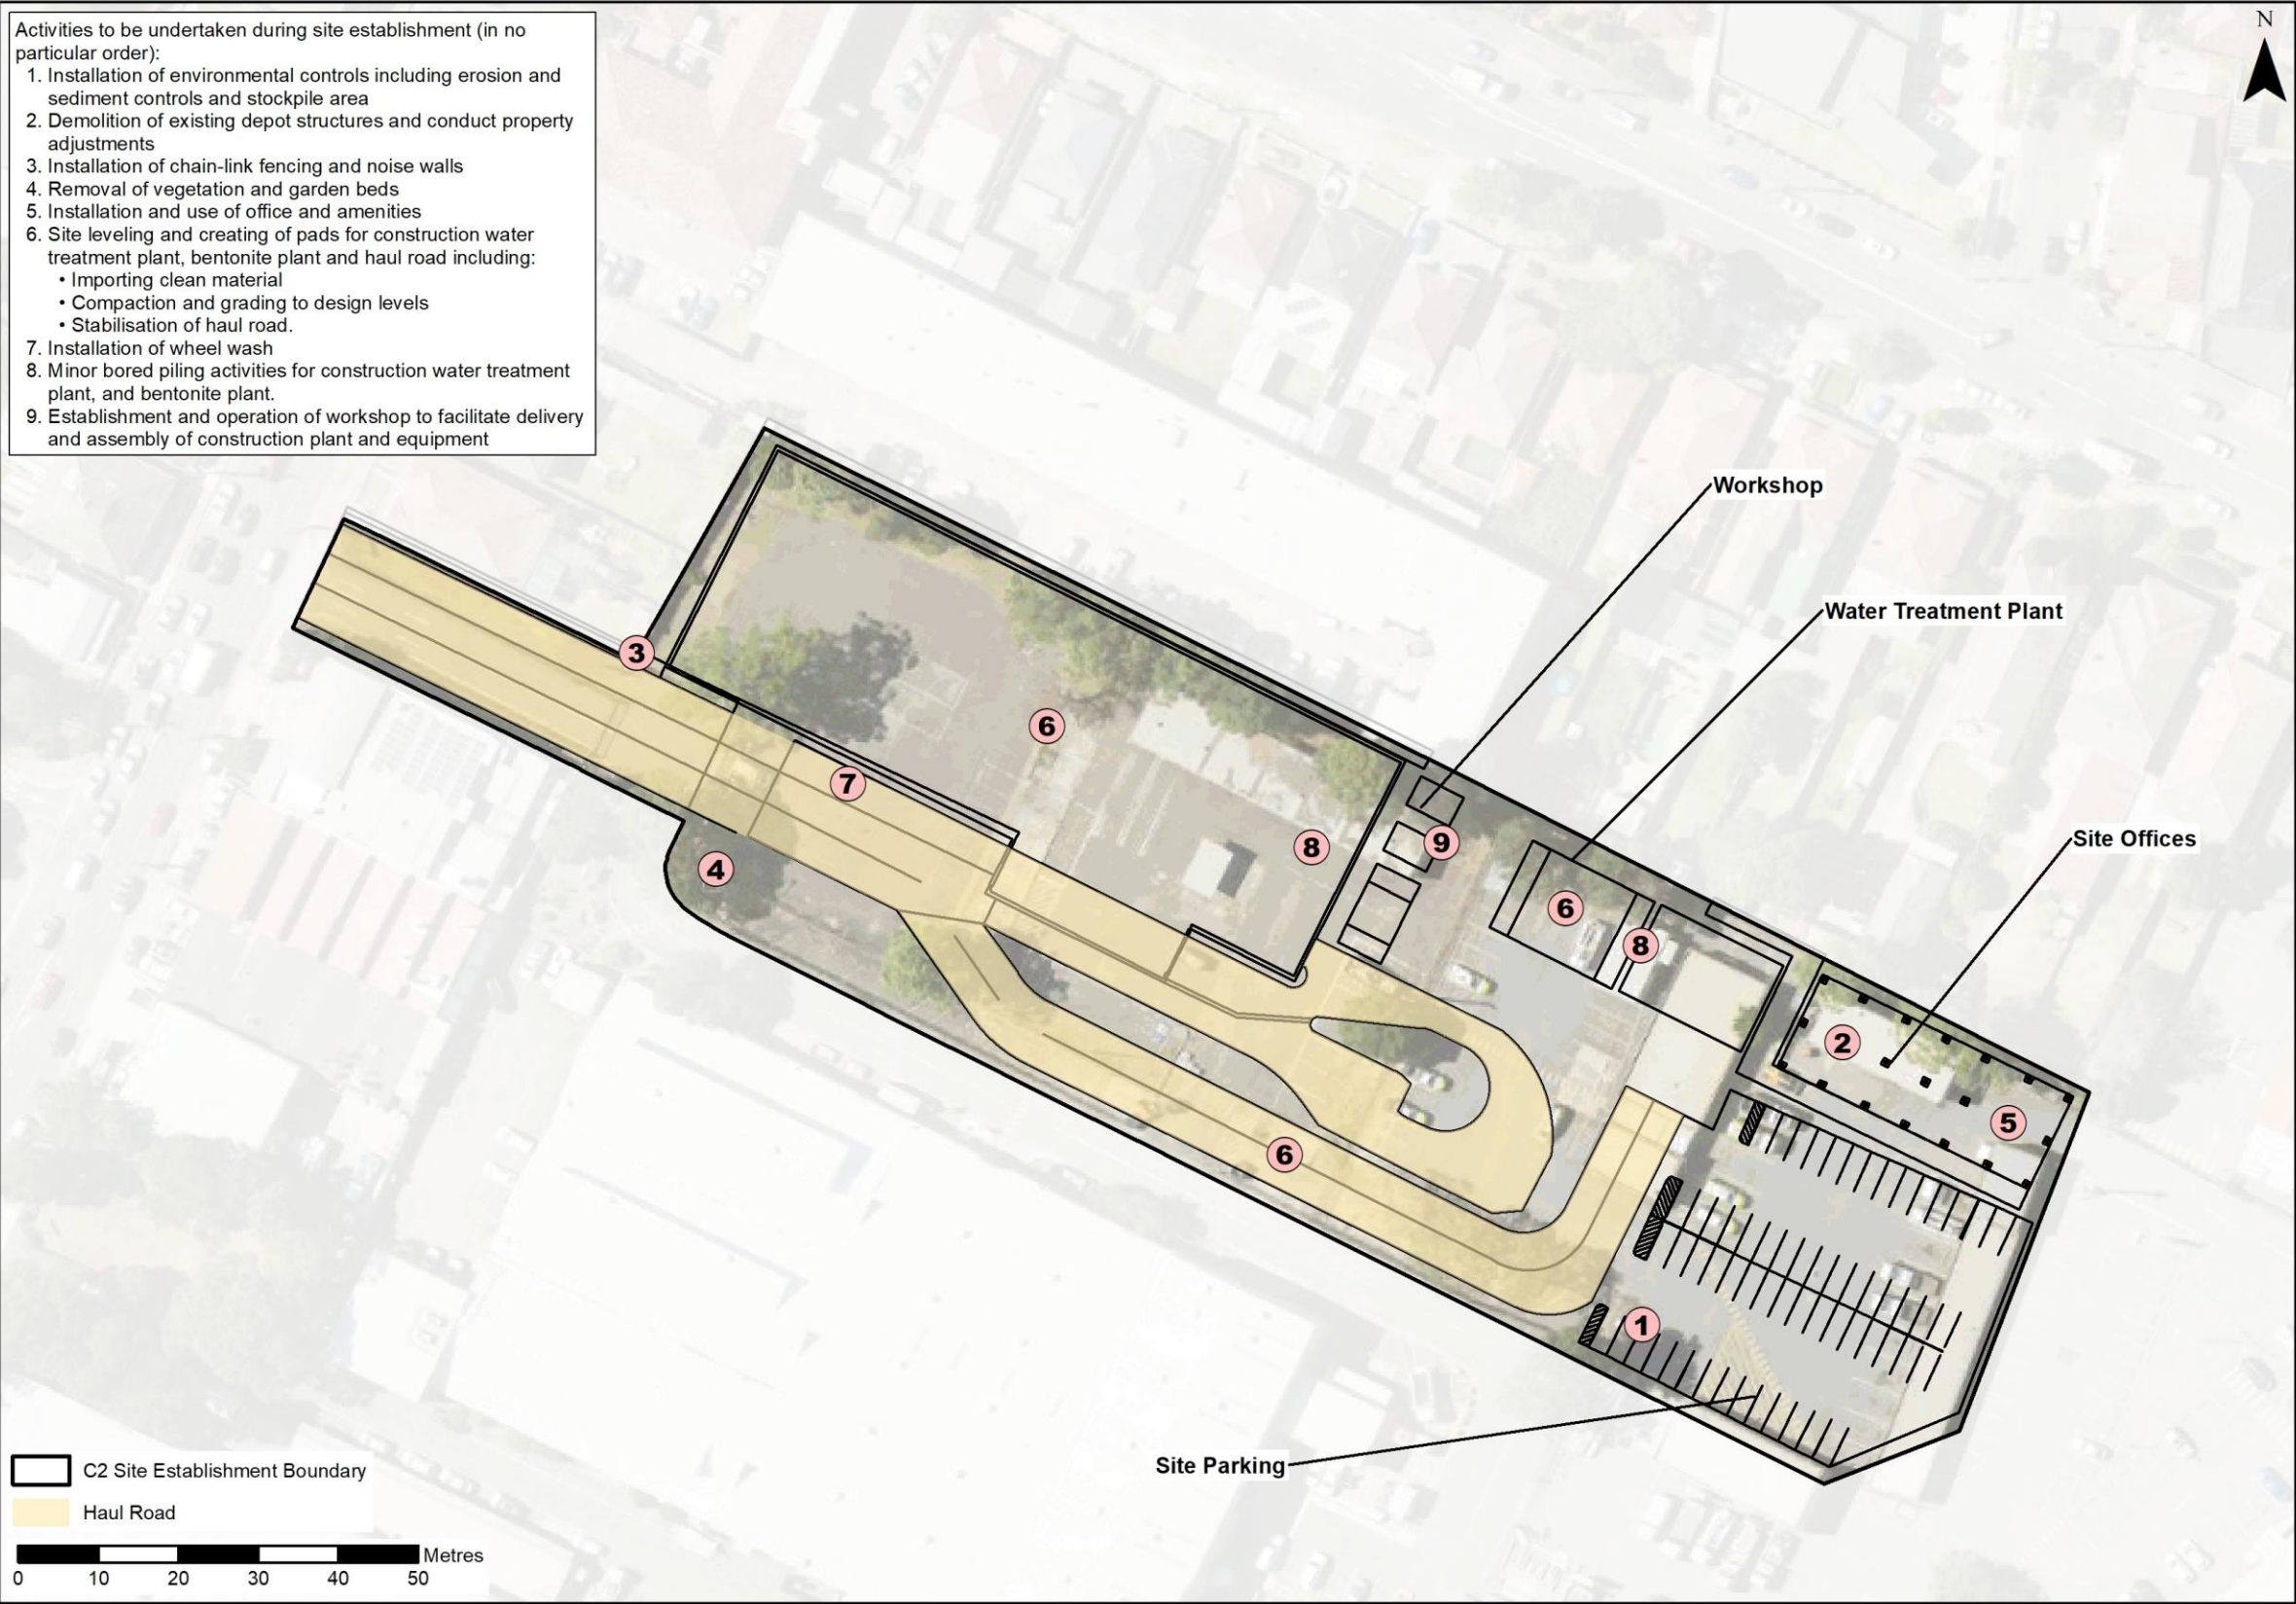 Activities to be undertaken during site establishment (in no
particular order):
1. Installation of environmental controls including erosion and
sediment controls and stockpile area
2. Demolition of existing depot structures and conduct property
adjustments
3. Installation of chain-link fencing and noise walls
4. Removal of vegetation and garden beds
5. Installation and use of office and amenities
6. Site leveling and creating of pads for construction water
treatment plant, bentonite plant and haul road including:
• Importing clean material
• Compaction and grading to design levels
• Stabilisation of haul road.
7. Installation of wheel wash
8. Minor bored piling activities for construction water treatment
plant, and bentonite plant.
9. Establishment and operation of workshop to facilitate delivery
and assembly of construction plant and equipment
N
Workshop
Water Treatment Plant
Site Offices
3
6
7
8
9
4
6
8
2
5
6
1
Site Parking
C2 Site Establishment Boundary
Haul Road
Metres
0 10 20 30 40 50